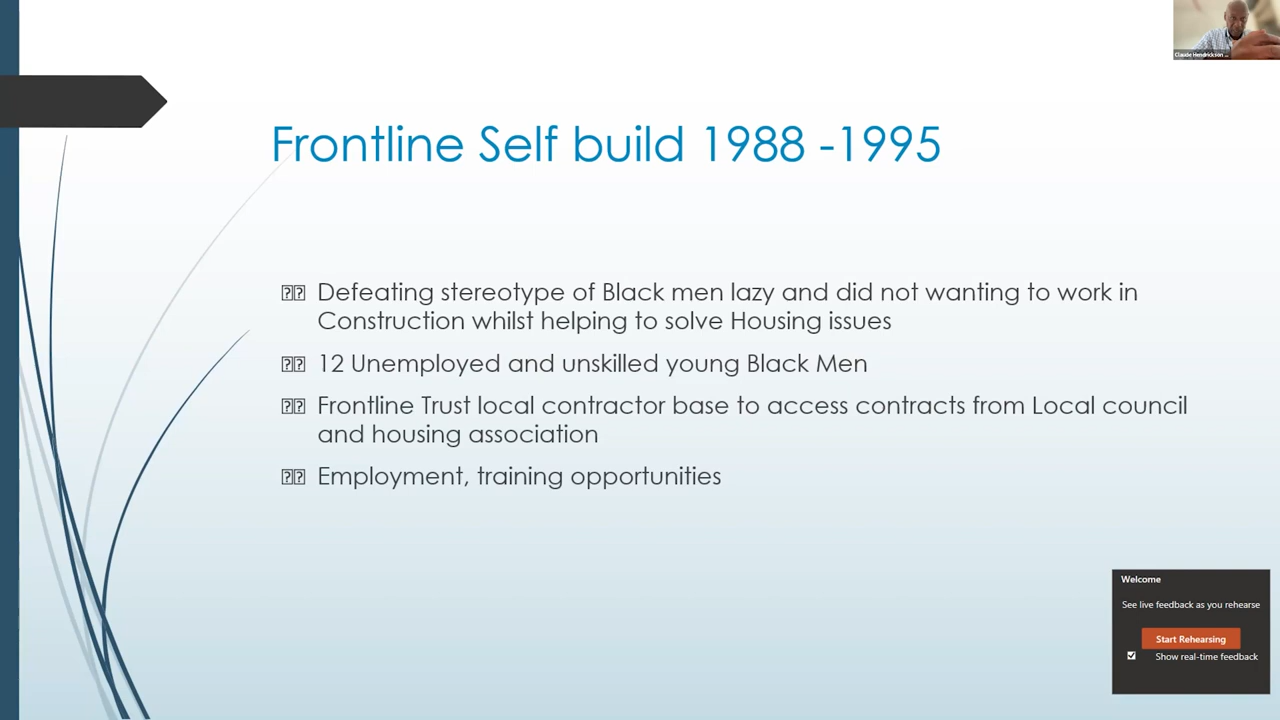 Claude Hendrickson ...
Frontline Self build 1988 -1995
Defeating stereotype of Black men lazy and did not wanting to work in
Construction whilst helping to solve Housing issues
12 Unemployed and unskilled young Black Men
Frontline Trust local contractor base to access contracts from Local council
and housing association
Employment, training opportunities
Welcome
See live feedback as you rehearse
Start Rehearsing
Show real-time feedback